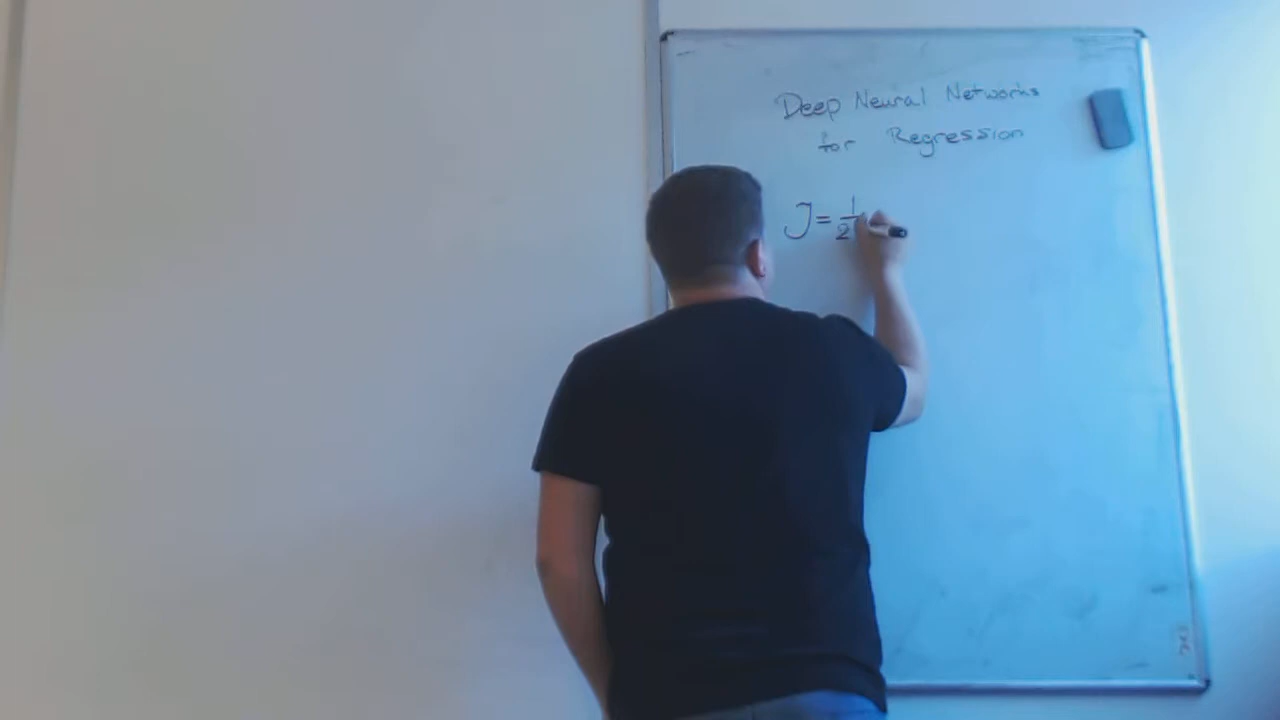 Deep Neural Networks
for Regression
J = 1/2